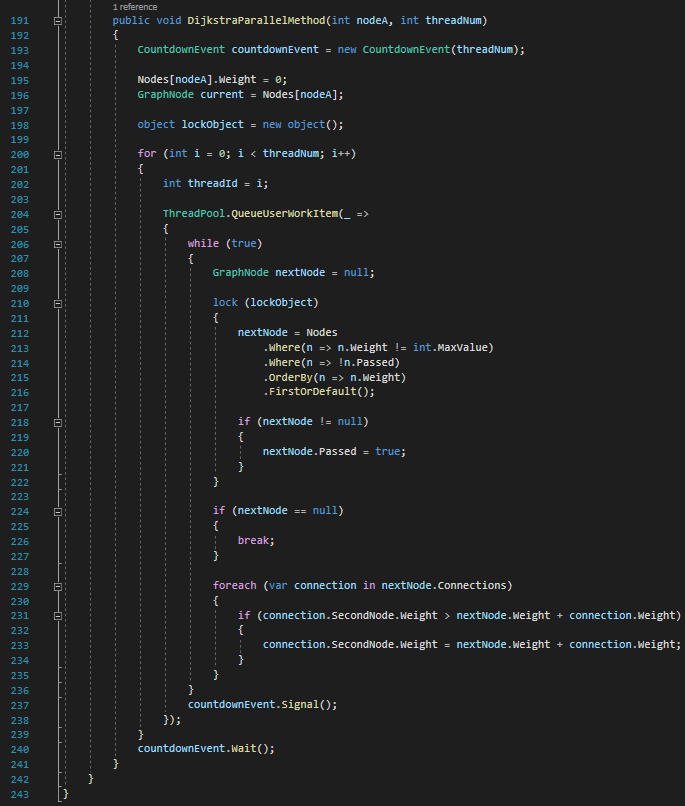 1 reference
191 public void DijkstraParallelMethod(int nodeA, int threadNum)
192 {
193 CountdownEvent countdownEvent = new CountdownEvent(threadNum);
194
195 Nodes[nodeA].Weight = 0;
196 GraphNode current = Nodes[nodeA];
197
198 object lockObject = new object();
199
200 for (int i = 0; i < threadNum; i++)
201 {
202 int threadId = i;
203
204 ThreadPool.QueueUserWorkItem(_ =>
205 {
206 while (true)
207 {
208 GraphNode nextNode = null;
209
210 lock (lockObject)
211 {
212 nextNode = Nodes
213 .Where(n => n.Weight != int.MaxValue)
214 .Where(n => !n.Passed)
215 .OrderBy(n => n.Weight)
216 .FirstOrDefault();
217
218 if (nextNode != null)
219 {
220 nextNode.Passed = true;
221 }
222 }
223
224 if (nextNode == null)
225 {
226 break;
227 }
228
229 foreach (var connection in nextNode.Connections)
230 {
231 if (connection.SecondNode.Weight > nextNode.Weight + connection.Weight)
232 {
233 connection.SecondNode.Weight = nextNode.Weight + connection.Weight;
234 }
235 }
236 }
237 countdownEvent.Signal();
238 });
239 }
240 countdownEvent.Wait();
241 }
242 }
243 }